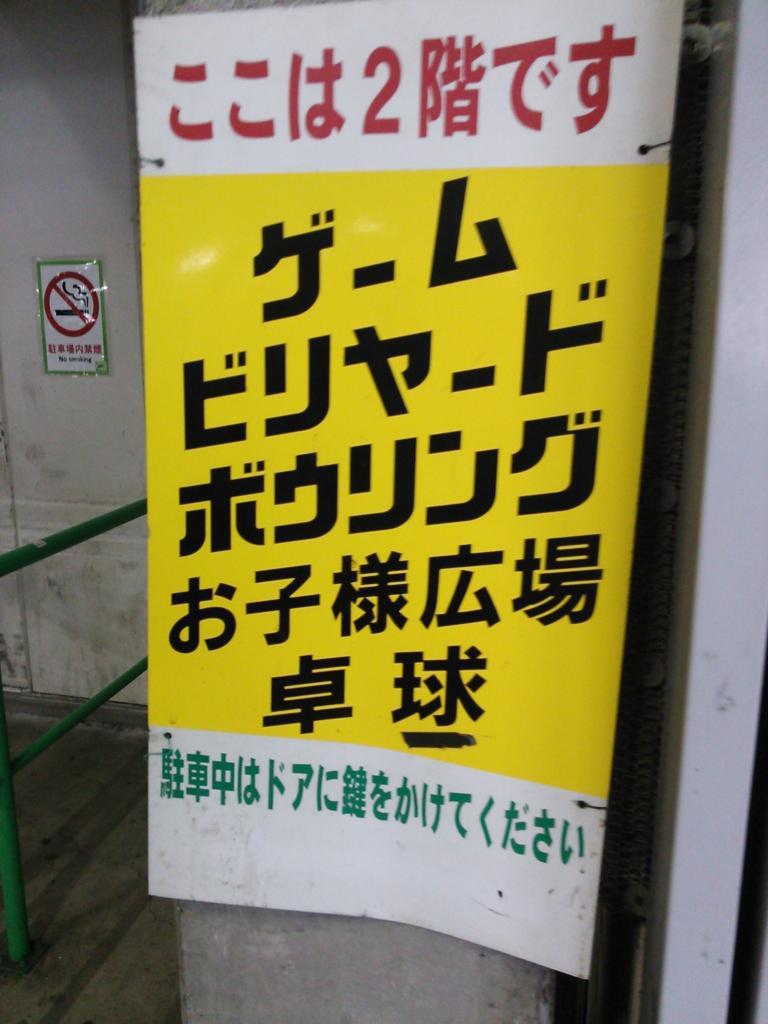 ここは２階です
ゲーム
ビリヤード
ボウリング
お子様広場
卓球
駐車中はドアに鍵をかけてください
駐車場内禁煙
No smoking